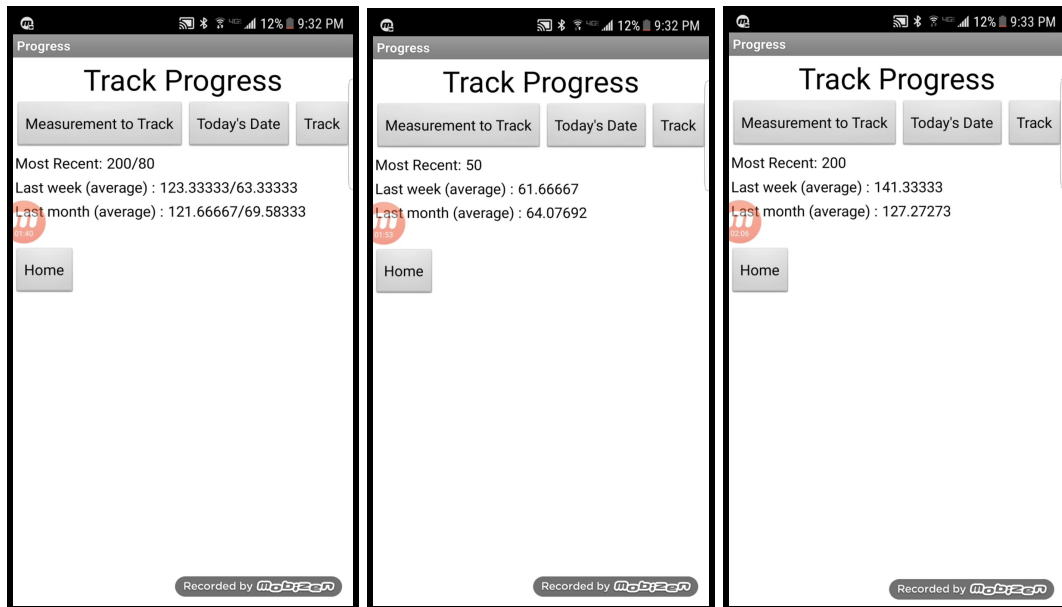 12% 9:32 PM
Progress
Track Progress
Measurement to Track Today's Date Track
Most Recent: 200/80
Last week (average) : 123.33333/63.33333
Last month (average) : 121.66667/69.58333
01:40
Home
Recorded by Mobizen
12% 9:32 PM
Progress
Track Progress
Measurement to Track Today's Date Track
Most Recent: 50
Last week (average) : 61.66667
Last month (average) : 64.07692
01:53
Home
Recorded by Mobizen
12% 9:33 PM
Progress
Track Progress
Measurement to Track Today's Date Track
Most Recent: 200
Last week (average) : 141.33333
Last month (average) : 127.27273
02:06
Home
Recorded by Mobizen